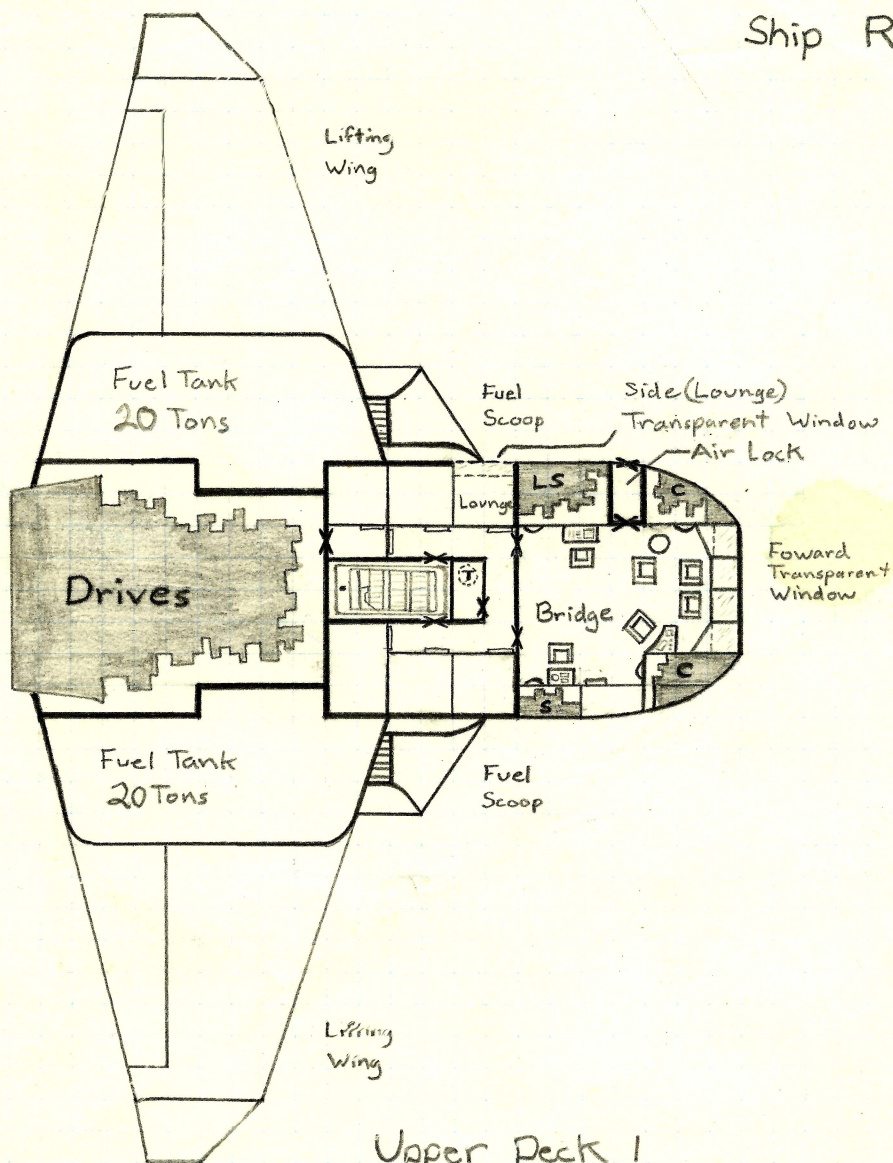 Ship R
Lifting
Wing
Fuel Tank
20 Tons
Fuel
Scoop
Side (Lounge)
Transparent Window
Air Lock
Lounge
LS
C
Drives
T
Bridge
Foward
Transparent
Window
C
S
Fuel Tank
20 Tons
Fuel
Scoop
Lifting
Wing
Upper Deck 1